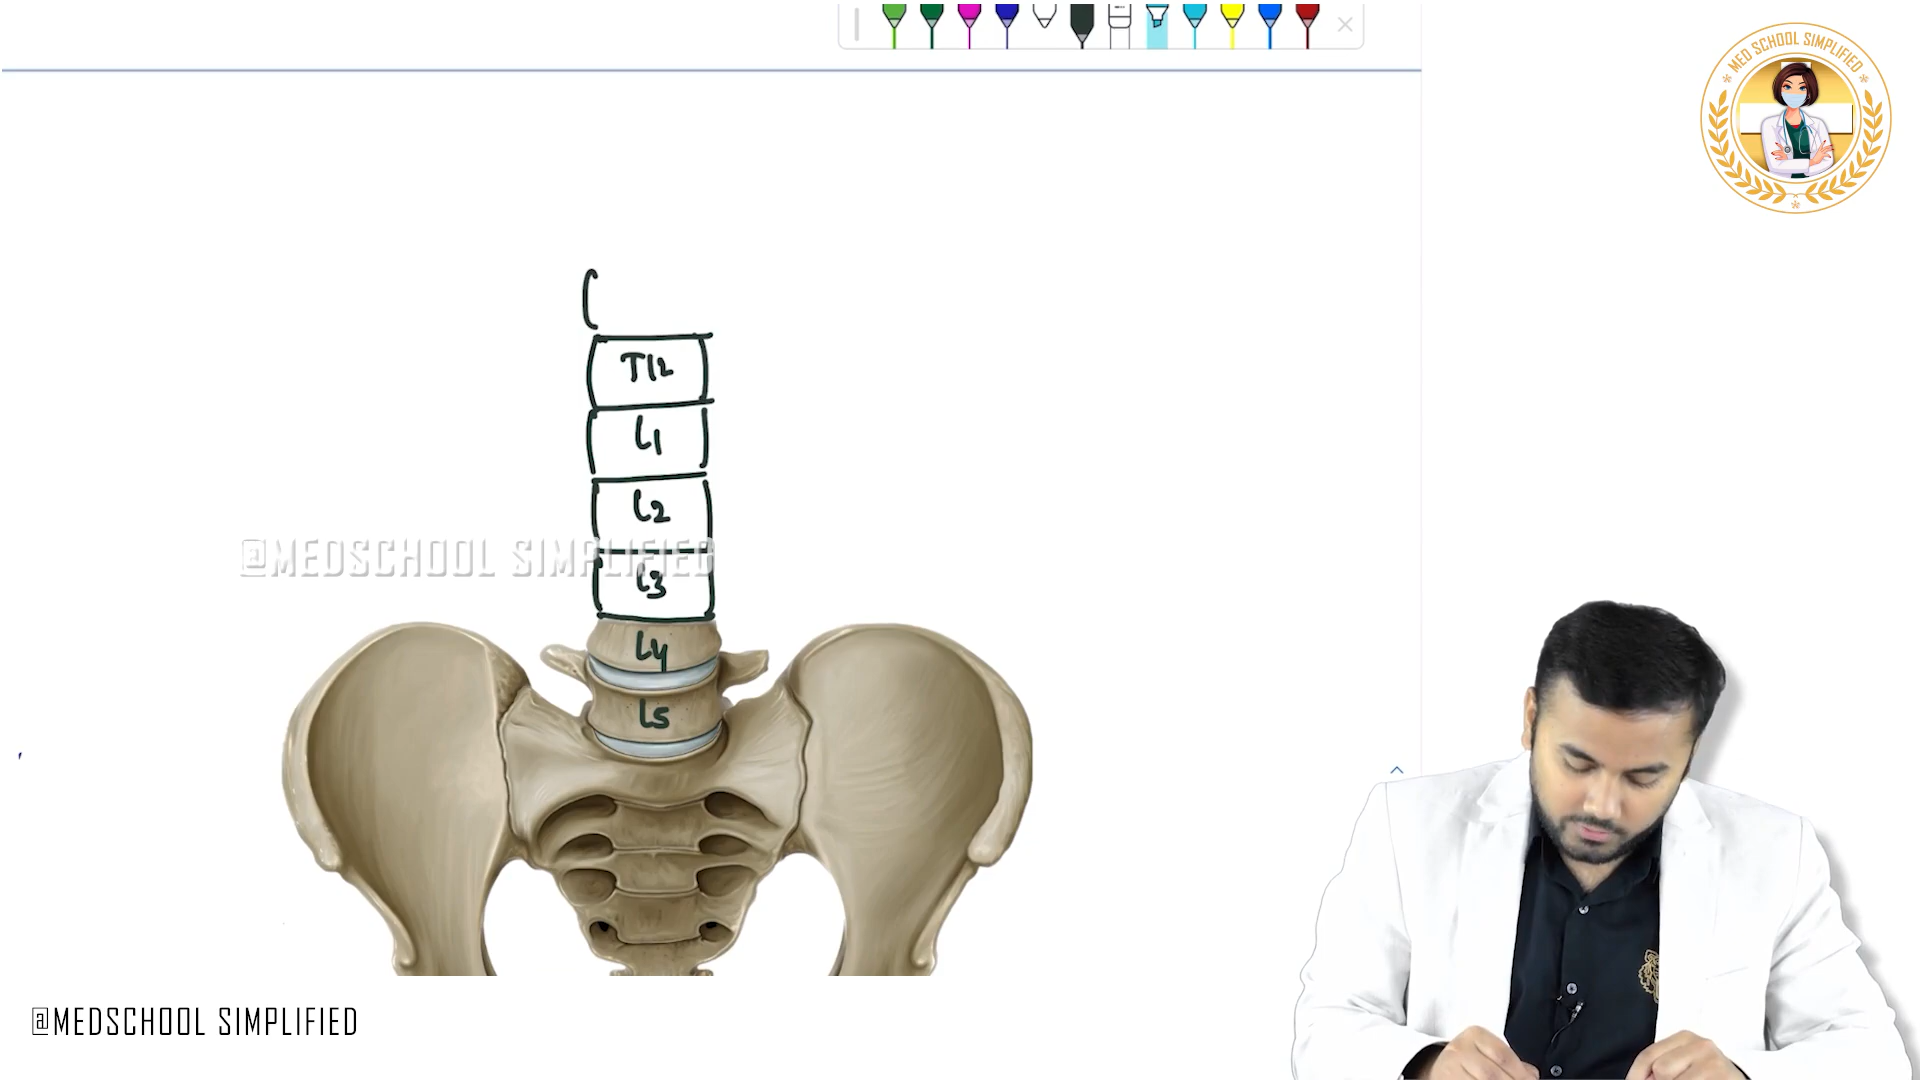 MED SCHOOL SIMPLIFIED
T12
L1
L2
@MEDSCHOOL SIMPLIFIED
L3
L4
L5
@MEDSCHOOL SIMPLIFIED